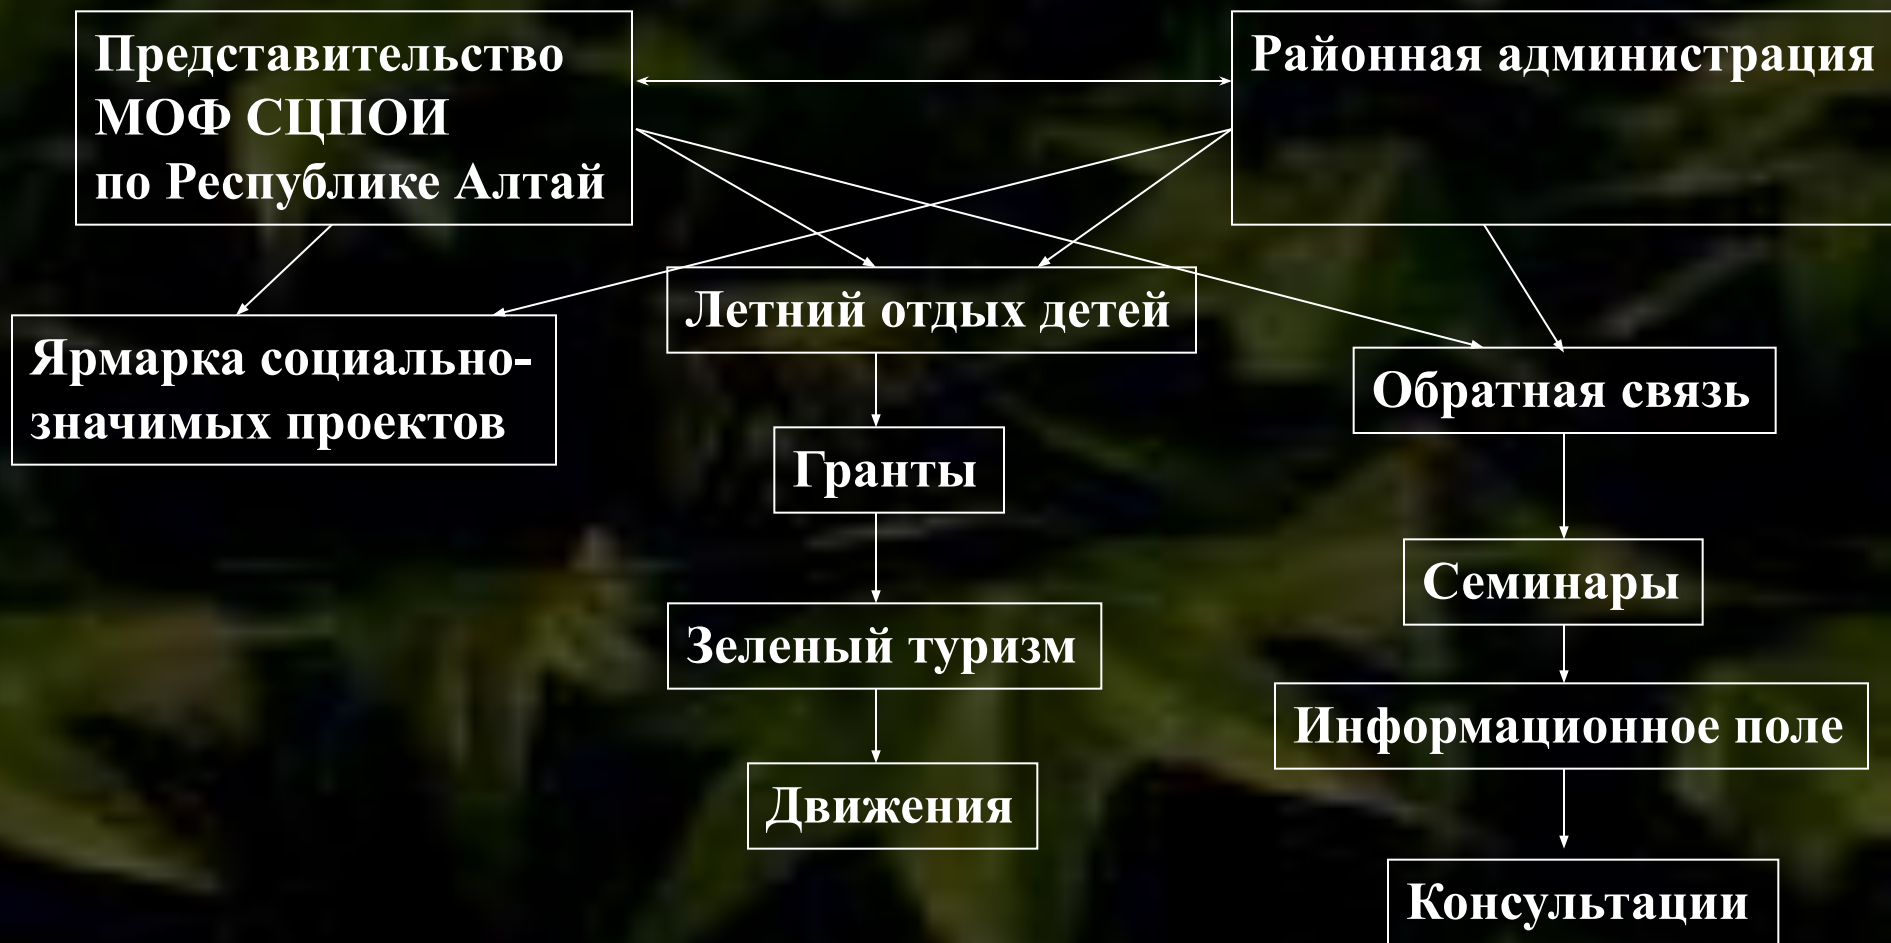 Представительство
МОФ СЦПОИ
по Республике Алтай
Районная администрация
Ярмарка социально-
значимых проектов
Летний отдых детей
Гранты
Зеленый туризм
Движения
Обратная связь
Семинары
Информационное поле
Консультации